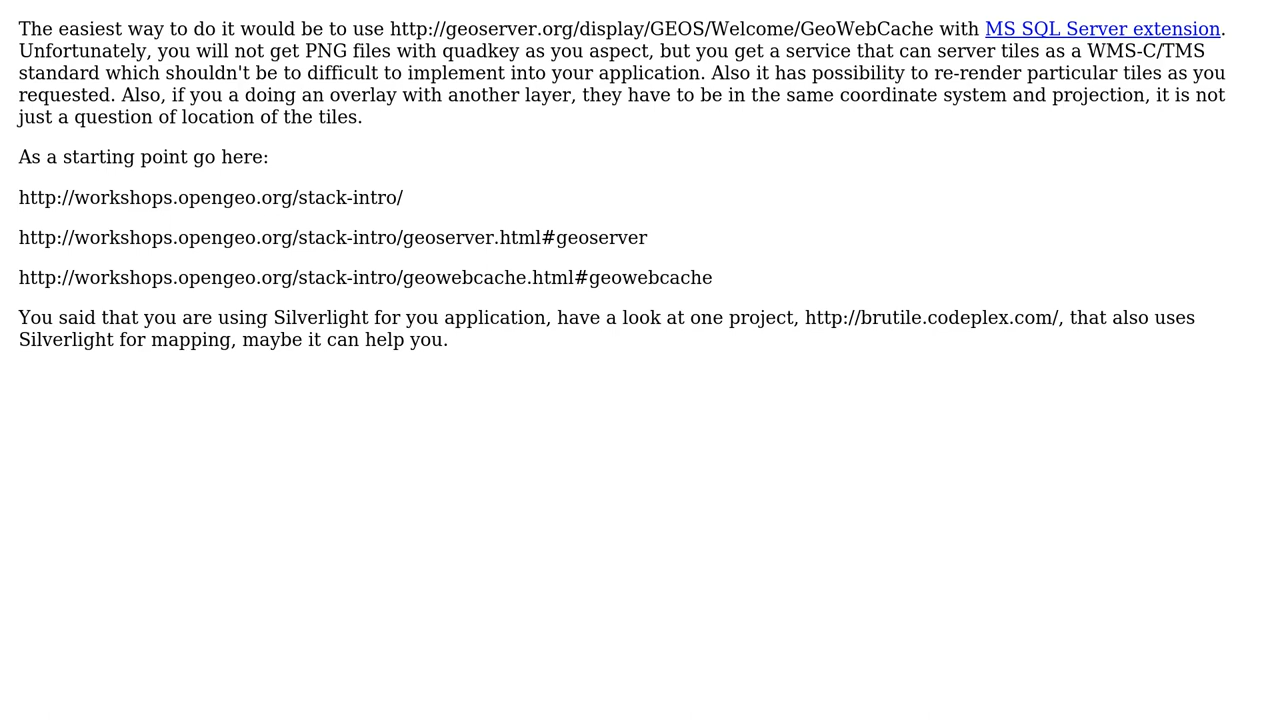 The easiest way to do it would be to use http://geoserver.org/display/GEOS/Welcome/GeoWebCache with MS SQL Server extension.
Unfortunately, you will not get PNG files with quadkey as you aspect, but you get a service that can server tiles as a WMS-C/TMS
standard which shouldn't be to difficult to implement into your application. Also it has possibility to re-render particular tiles as you
requested. Also, if you a doing an overlay with another layer, they have to be in the same coordinate system and projection, it is not
just a question of location of the tiles.
As a starting point go here:
http://workshops.opengeo.org/stack-intro/
http://workshops.opengeo.org/stack-intro/geoserver.html#geoserver
http://workshops.opengeo.org/stack-intro/geowebcache.html#geowebcache
You said that you are using Silverlight for you application, have a look at one project, http://brutile.codeplex.com/, that also uses
Silverlight for mapping, maybe it can help you.